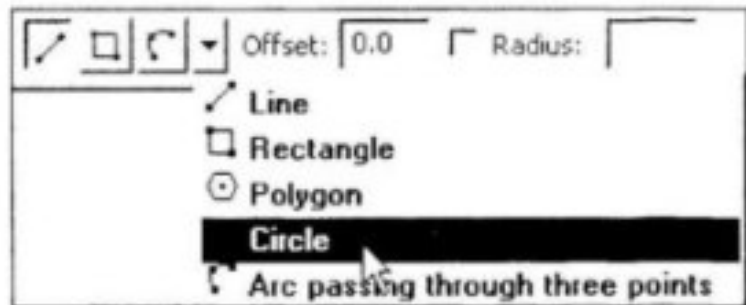 Offset: 0.0 Radius:
Line
Rectangle
Polygon
Circle
Arc passing through three points